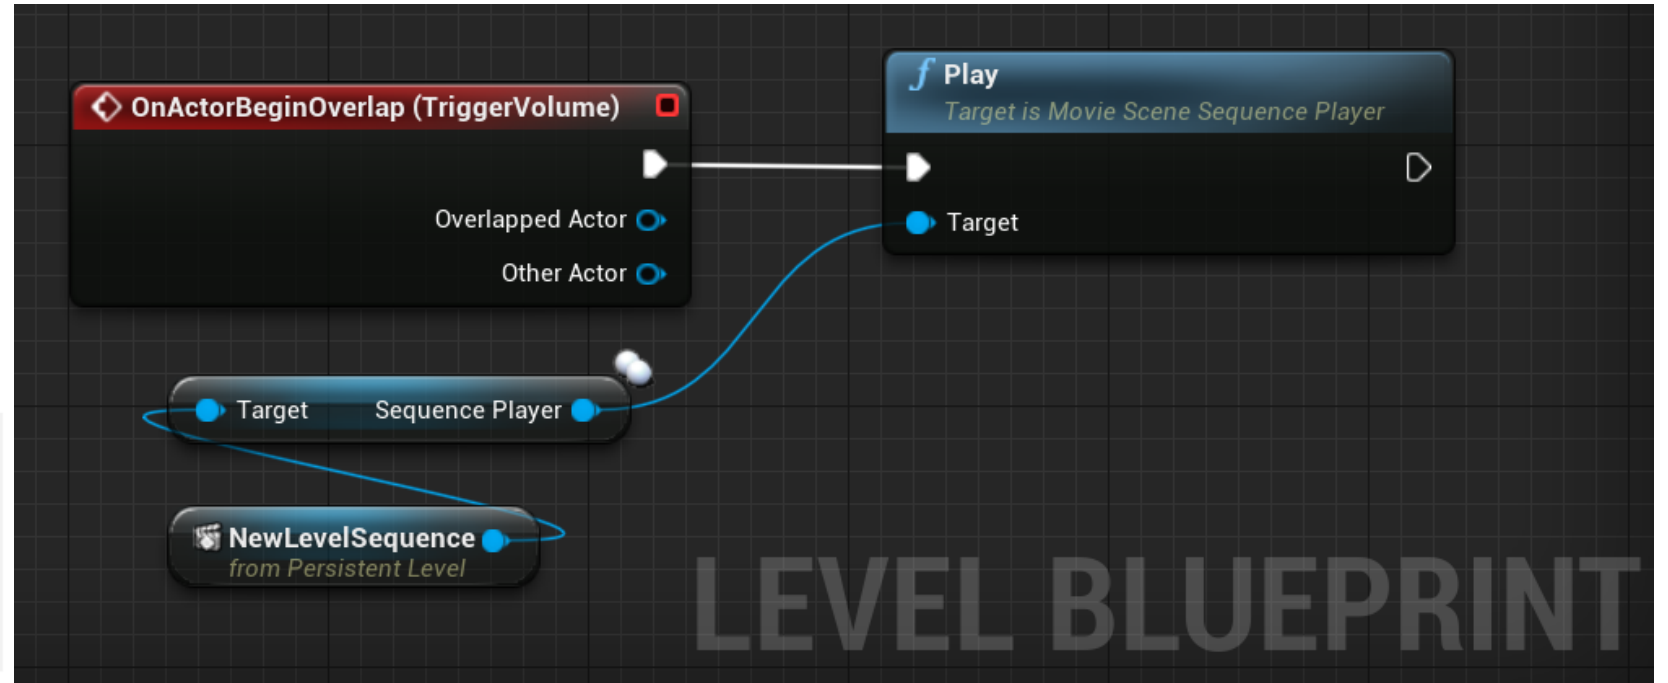 OnActorBeginOverlap (TriggerVolume)
Overlapped Actor
Other Actor
f Play
Target is Movie Scene Sequence Player
Target
Target Sequence Player
NewLevelSequence
from Persistent Level
LEVEL BLUEPRINT